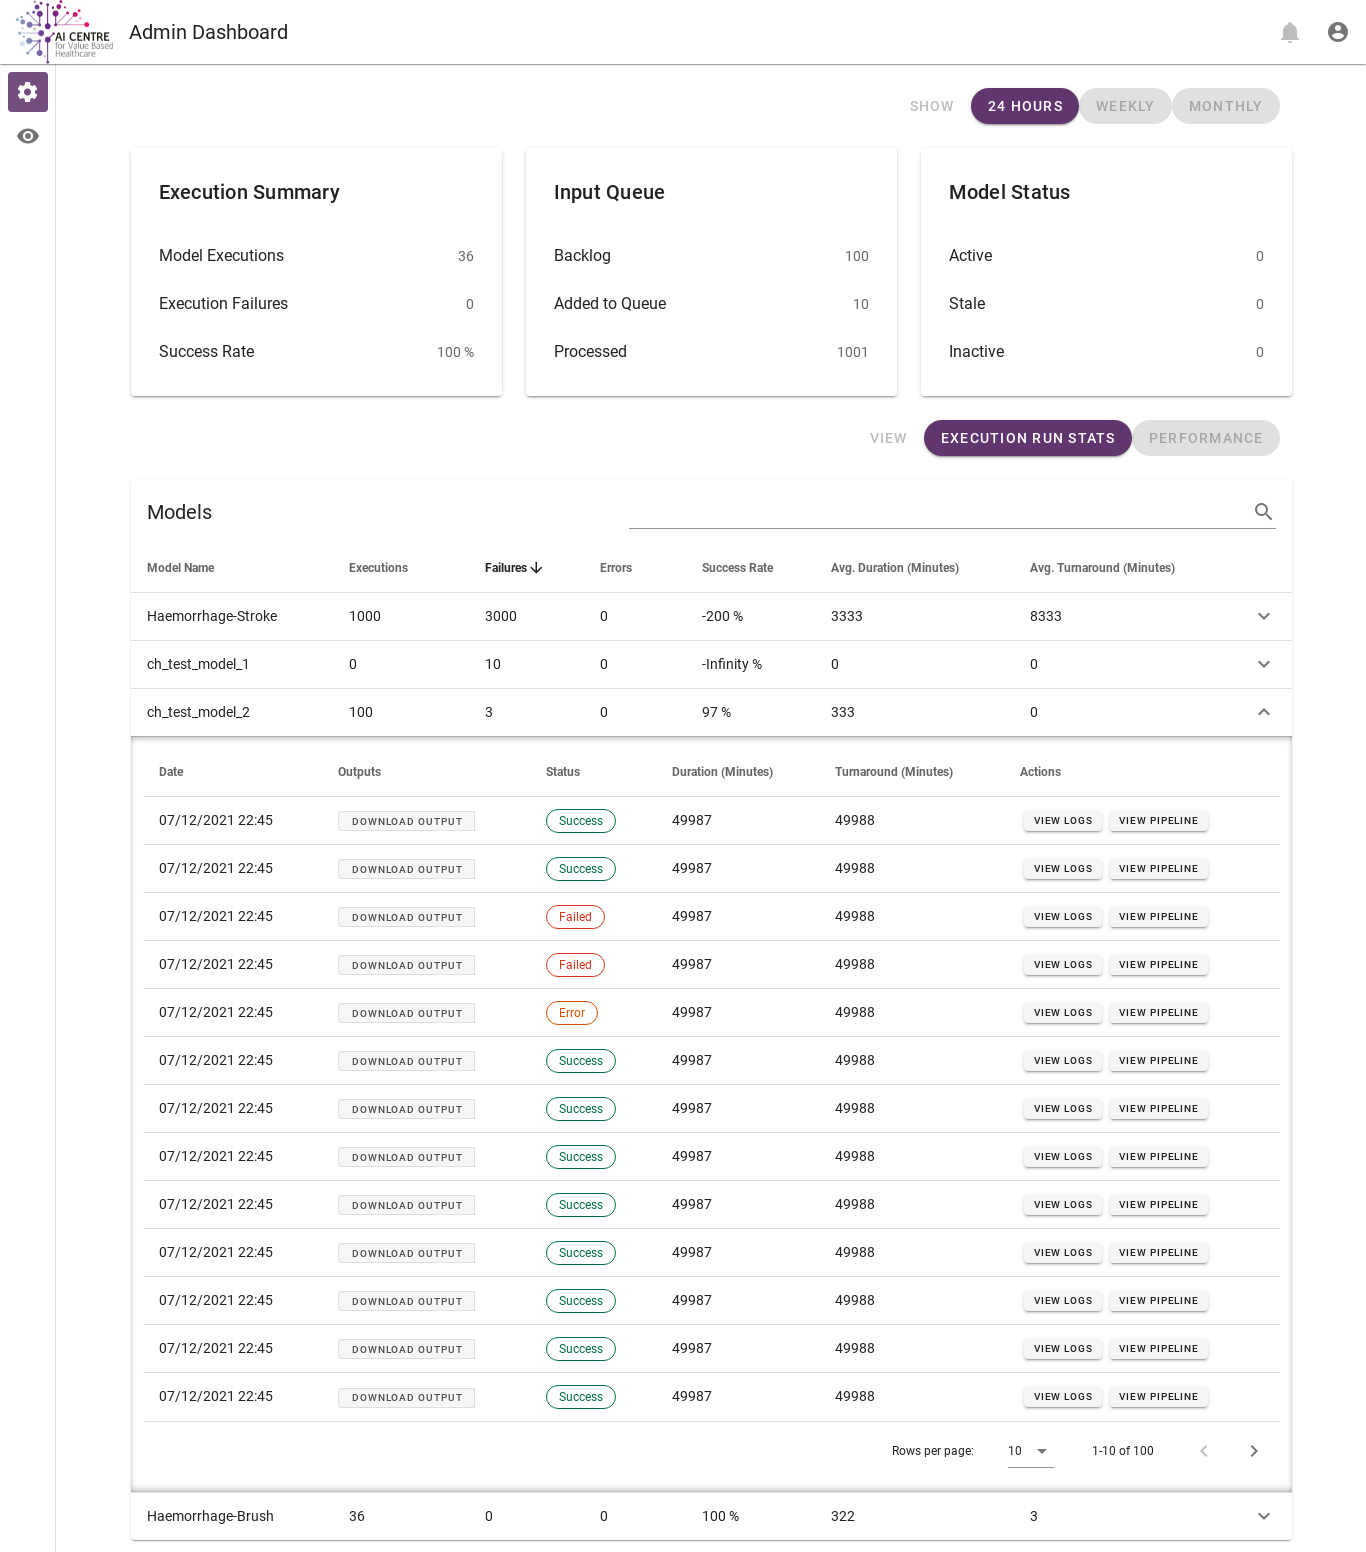 AI CENTRE
for Value Based
Healthcare
Admin Dashboard
SHOW 24 HOURS WEEKLY MONTHLY
Execution Summary
Model Executions 36
Execution Failures 0
Success Rate 100 %
Input Queue
Backlog 100
Added to Queue 10
Processed 1001
Model Status
Active 0
Stale 0
Inactive 0
VIEW EXECUTION RUN STATS PERFORMANCE
Models
Model Name Executions Failures Errors Success Rate Avg. Duration (Minutes) Avg. Turnaround (Minutes)
Haemorrhage-Stroke 1000 3000 0 -200 % 3333 8333
ch_test_model_1 0 10 0 -Infinity % 0 0
ch_test_model_2 100 3 0 97 % 333 0
Date Outputs Status Duration (Minutes) Turnaround (Minutes) Actions
07/12/2021 22:45 DOWNLOAD OUTPUT Success 49987 49988 VIEW LOGS VIEW PIPELINE
07/12/2021 22:45 DOWNLOAD OUTPUT Success 49987 49988 VIEW LOGS VIEW PIPELINE
07/12/2021 22:45 DOWNLOAD OUTPUT Failed 49987 49988 VIEW LOGS VIEW PIPELINE
07/12/2021 22:45 DOWNLOAD OUTPUT Failed 49987 49988 VIEW LOGS VIEW PIPELINE
07/12/2021 22:45 DOWNLOAD OUTPUT Error 49987 49988 VIEW LOGS VIEW PIPELINE
07/12/2021 22:45 DOWNLOAD OUTPUT Success 49987 49988 VIEW LOGS VIEW PIPELINE
07/12/2021 22:45 DOWNLOAD OUTPUT Success 49987 49988 VIEW LOGS VIEW PIPELINE
07/12/2021 22:45 DOWNLOAD OUTPUT Success 49987 49988 VIEW LOGS VIEW PIPELINE
07/12/2021 22:45 DOWNLOAD OUTPUT Success 49987 49988 VIEW LOGS VIEW PIPELINE
07/12/2021 22:45 DOWNLOAD OUTPUT Success 49987 49988 VIEW LOGS VIEW PIPELINE
07/12/2021 22:45 DOWNLOAD OUTPUT Success 49987 49988 VIEW LOGS VIEW PIPELINE
07/12/2021 22:45 DOWNLOAD OUTPUT Success 49987 49988 VIEW LOGS VIEW PIPELINE
07/12/2021 22:45 DOWNLOAD OUTPUT Success 49987 49988 VIEW LOGS VIEW PIPELINE
Rows per page: 10 1-10 of 100
Haemorrhage-Brush 36 0 0 100 % 322 3